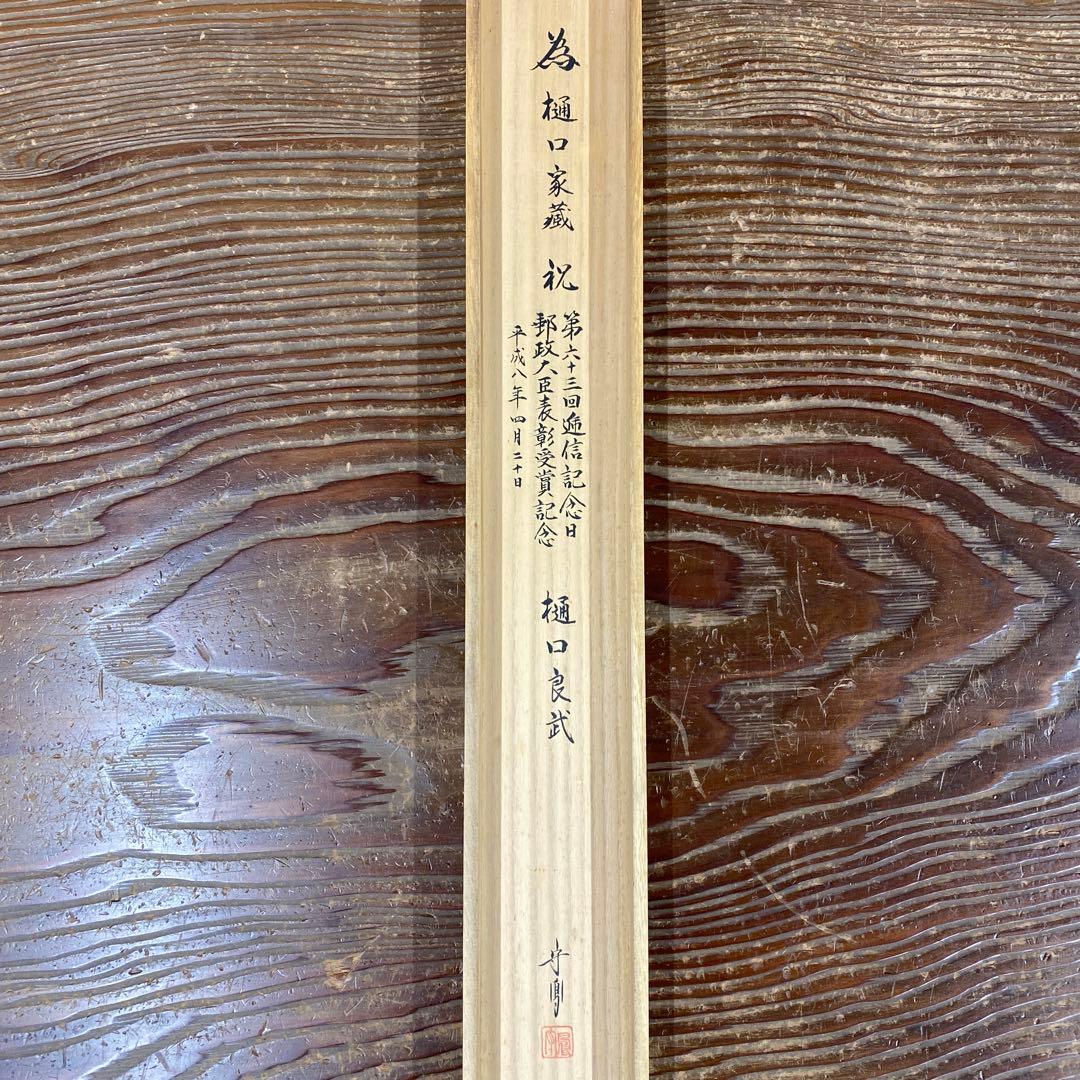 為 樋口家蔵 祝
第六十三回逓信記念日
郵政大臣表彰受賞記念
平成八年四月二十日
樋口良武